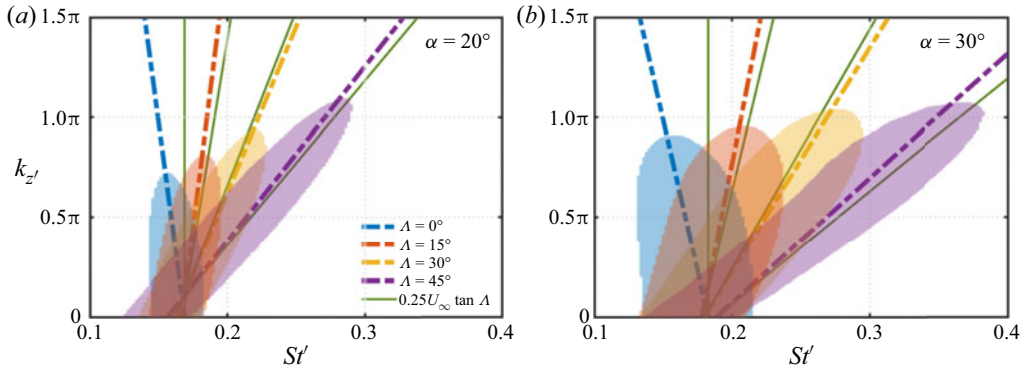 (a)
1.5π
1.0π
0.5π
0
k_z′
α = 20°
Λ = 0°
Λ = 15°
Λ = 30°
Λ = 45°
0.25U∞ tan Λ
0.1 0.2 0.3 0.4
St′
(b)
1.5π
1.0π
0.5π
0
α = 30°
0.1 0.2 0.3 0.4
St′